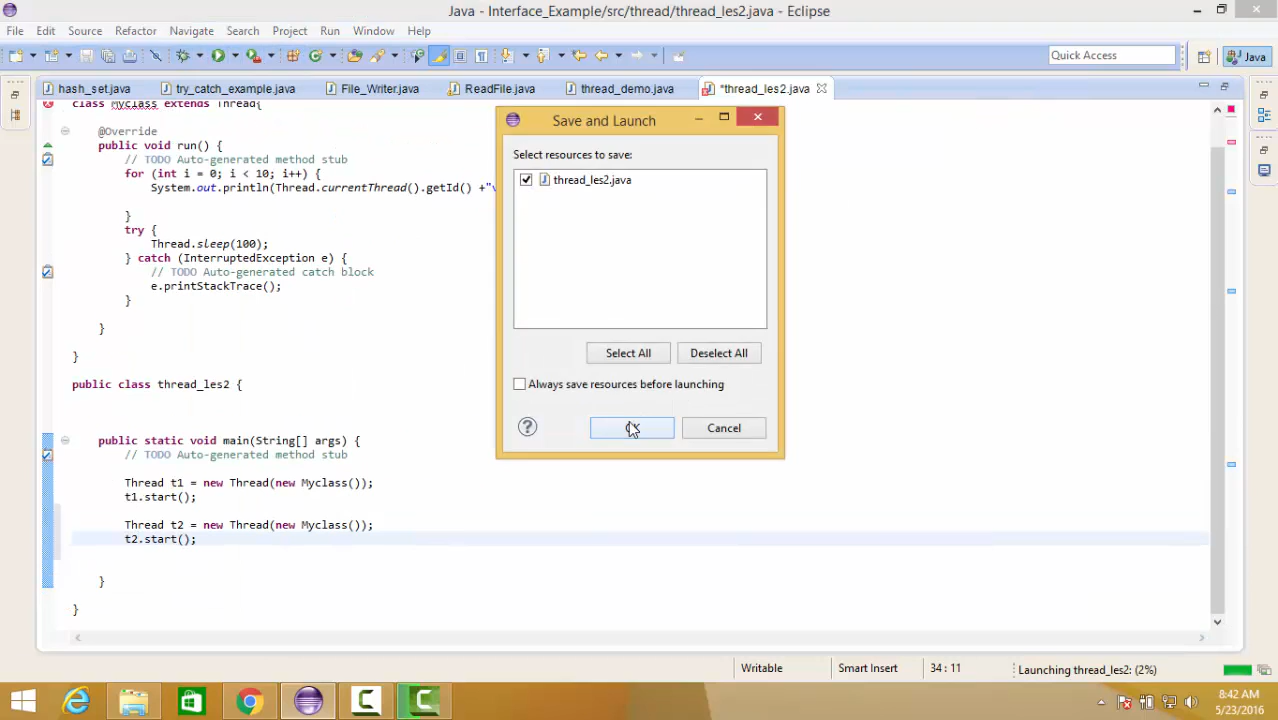 Java - Interface_Example/src/thread/thread_les2.java - Eclipse
File Edit Source Refactor Navigate Search Project Run Window Help
Quick Access
Java
hash_set.java try_catch_example.java File_Writer.java ReadFile.java thread_demo.java *thread_les2.java
class Myclass extends Thread{
@Override
public void run() {
// TODO Auto-generated method stub
for (int i = 0; i < 10; i++) {
System.out.println(Thread.currentThread().getId() +"
}
try {
Thread.sleep(100);
} catch (InterruptedException e) {
// TODO Auto-generated catch block
e.printStackTrace();
}
}
}
public class thread_les2 {
public static void main(String[] args) {
// TODO Auto-generated method stub
Thread t1 = new Thread(new Myclass());
t1.start();
Thread t2 = new Thread(new Myclass());
t2.start();
}
}
Save and Launch
Select resources to save:
thread_les2.java
Select All Deselect All
Always save resources before launching
Cancel
Writable Smart Insert 34 : 11 Launching thread_les2: (2%)
8:42 AM
5/23/2016